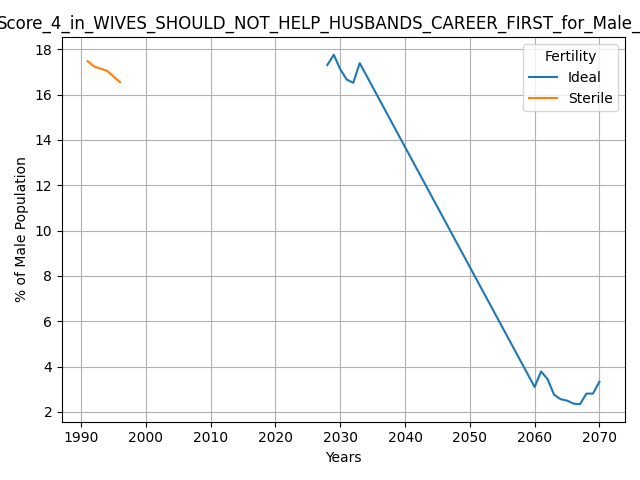 Score_4_in_WIVES_SHOULD_NOT_HELP_HUSBANDS_CAREER_FIRST_for_Male_
18
16
14
12
10
8
6
4
2
% of Male Population
Fertility
Ideal
Sterile
1990 2000 2010 2020 2030 2040 2050 2060 2070
Years